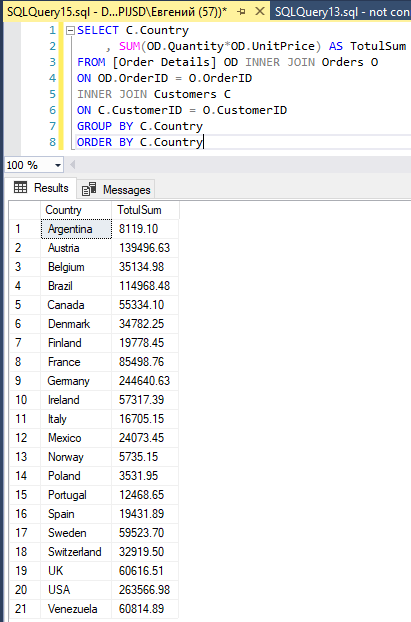 SQLQuery15.sql - D...PIJSD\Евгений (57))*
SQLQuery13.sql - not con
1 SELECT C.Country
2 , SUM(OD.Quantity*OD.UnitPrice) AS TotulSum
3 FROM [Order Details] OD INNER JOIN Orders O
4 ON OD.OrderID = O.OrderID
5 INNER JOIN Customers C
6 ON C.CustomerID = O.CustomerID
7 GROUP BY C.Country
8 ORDER BY C.Country
100 %
Results Messages
Country TotulSum
1 Argentina 8119.10
2 Austria 139496.63
3 Belgium 35134.98
4 Brazil 114968.48
5 Canada 55334.10
6 Denmark 34782.25
7 Finland 19778.45
8 France 85498.76
9 Germany 244640.63
10 Ireland 57317.39
11 Italy 16705.15
12 Mexico 24073.45
13 Norway 5735.15
14 Poland 3531.95
15 Portugal 12468.65
16 Spain 19431.89
17 Sweden 59523.70
18 Switzerland 32919.50
19 UK 60616.51
20 USA 263566.98
21 Venezuela 60814.89